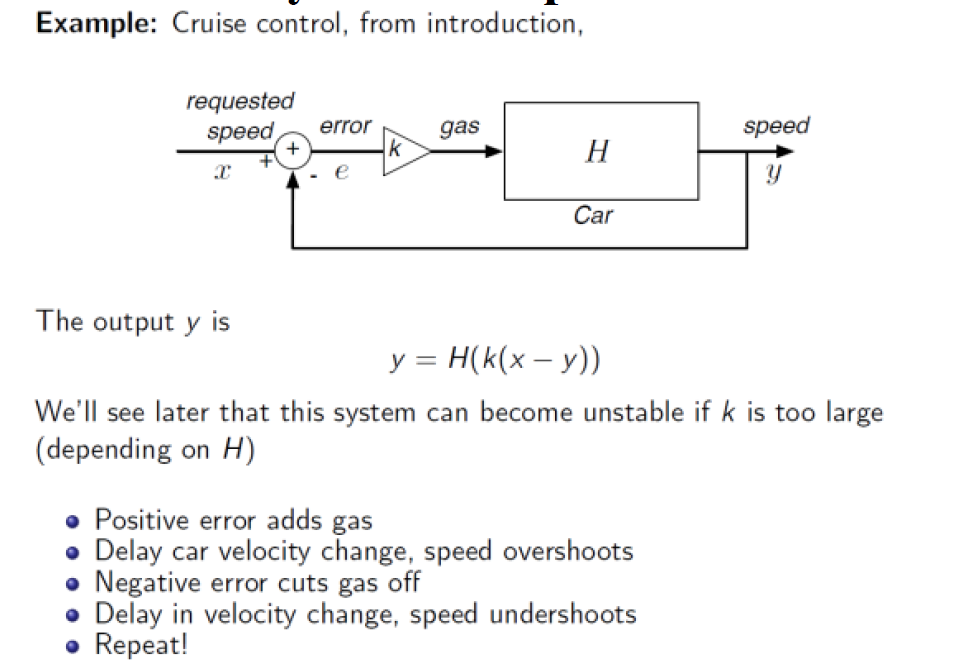 Example: Cruise control, from introduction,
requested
speed
error
gas
speed
+
+
k
H
x
-
e
y
Car
The output y is
y = H(k(x – y))
We'll see later that this system can become unstable if k is too large
(depending on H)
Positive error adds gas
Delay car velocity change, speed overshoots
Negative error cuts gas off
Delay in velocity change, speed undershoots
Repeat!